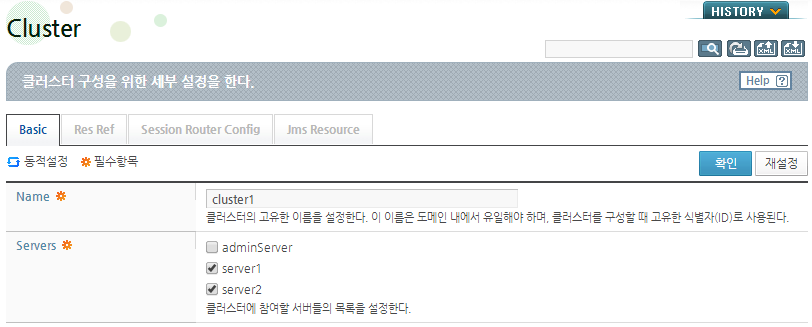 HISTORY
Cluster
XML XML
클러스터 구성을 위한 세부 설정을 한다.
Help ?
Basic Res Ref Session Router Config Jms Resource
동적설정 필수항목 확인 재설정
Name cluster1
클러스터의 고유한 이름을 설정한다. 이 이름은 도메인 내에서 유일해야 하며, 클러스터를 구성할 때 고유한 식별자(ID)로 사용된다.
Servers adminServer
server1
server2
클러스터에 참여할 서버들의 목록을 설정한다.